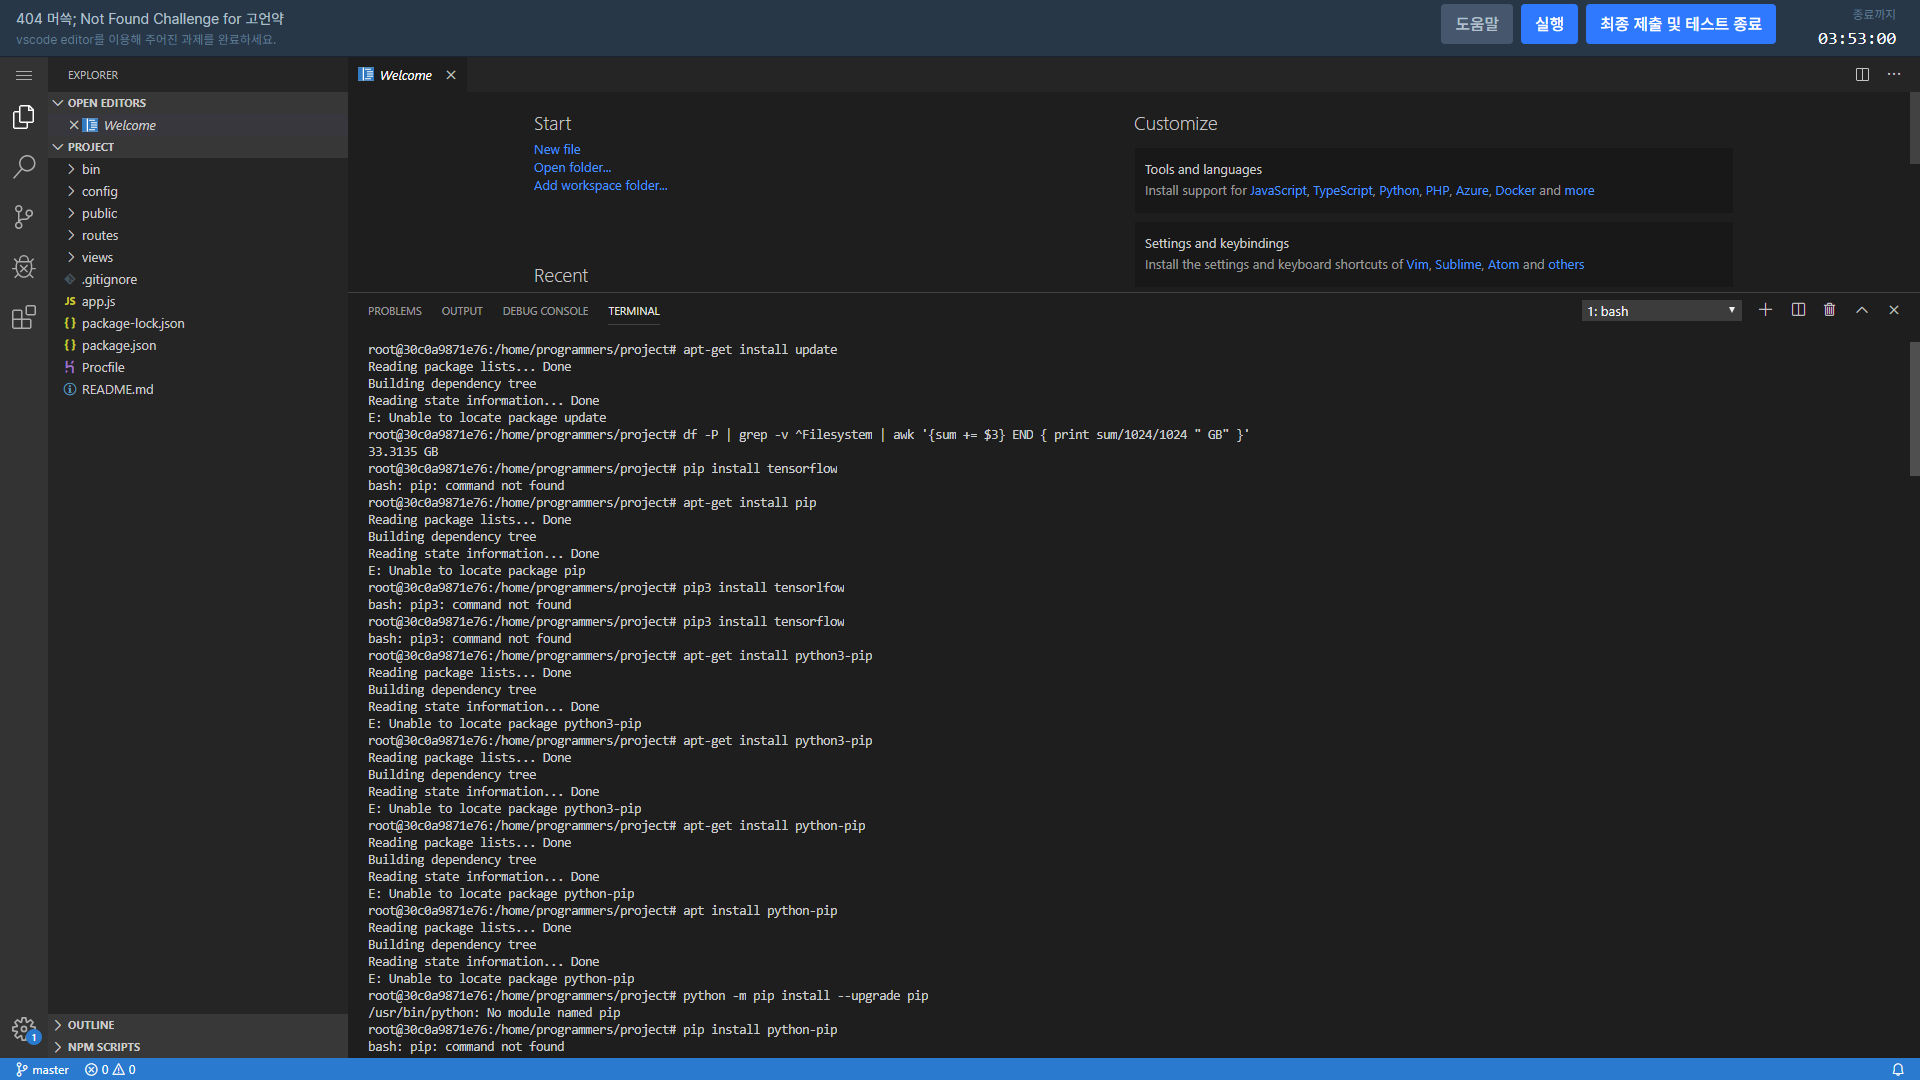 404 머쓱; Not Found Challenge for 고언약
vscode editor를 이용해 주어진 과제를 완료하세요.
도움말
실행
최종 제출 및 테스트 종료
종료까지
03:53:00
EXPLORER
OPEN EDITORS
Welcome
PROJECT
bin
config
public
routes
views
.gitignore
JS app.js
{} package-lock.json
{} package.json
Procfile
README.md
OUTLINE
NPM SCRIPTS
1
Welcome
Start
New file
Open folder...
Add workspace folder...
Recent
Customize
Tools and languages
Install support for JavaScript, TypeScript, Python, PHP, Azure, Docker and more
Settings and keybindings
Install the settings and keyboard shortcuts of Vim, Sublime, Atom and others
PROBLEMS OUTPUT DEBUG CONSOLE TERMINAL
1: bash
root@30c0a9871e76:/home/programmers/project# apt-get install update
Reading package lists... Done
Building dependency tree
Reading state information... Done
E: Unable to locate package update
root@30c0a9871e76:/home/programmers/project# df -P | grep -v ^Filesystem | awk '{sum += $3} END { print sum/1024/1024 " GB" }'
33.3135 GB
root@30c0a9871e76:/home/programmers/project# pip install tensorflow
bash: pip: command not found
root@30c0a9871e76:/home/programmers/project# apt-get install pip
Reading package lists... Done
Building dependency tree
Reading state information... Done
E: Unable to locate package pip
root@30c0a9871e76:/home/programmers/project# pip3 install tensorlfow
bash: pip3: command not found
root@30c0a9871e76:/home/programmers/project# pip3 install tensorflow
bash: pip3: command not found
root@30c0a9871e76:/home/programmers/project# apt-get install python3-pip
Reading package lists... Done
Building dependency tree
Reading state information... Done
E: Unable to locate package python3-pip
root@30c0a9871e76:/home/programmers/project# apt-get install python3-pip
Reading package lists... Done
Building dependency tree
Reading state information... Done
E: Unable to locate package python3-pip
root@30c0a9871e76:/home/programmers/project# apt-get install python-pip
Reading package lists... Done
Building dependency tree
Reading state information... Done
E: Unable to locate package python-pip
root@30c0a9871e76:/home/programmers/project# apt install python-pip
Reading package lists... Done
Building dependency tree
Reading state information... Done
E: Unable to locate package python-pip
root@30c0a9871e76:/home/programmers/project# python -m pip install --upgrade pip
/usr/bin/python: No module named pip
root@30c0a9871e76:/home/programmers/project# pip install python-pip
bash: pip: command not found
master 0 0